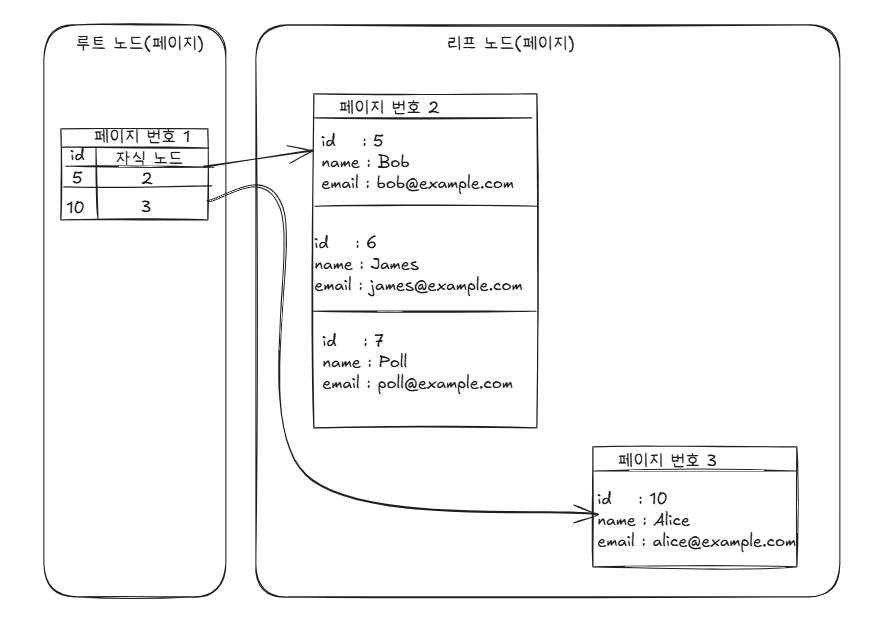 루트 노드(페이지)
페이지 번호 1
id 자식 노드
5 2
10 3
리프 노드(페이지)
페이지 번호 2
id : 5
name : Bob
email : bob@example.com
id : 6
name : James
email : james@example.com
id : 7
name : Poll
email : poll@example.com
페이지 번호 3
id : 10
name : Alice
email : alice@example.com